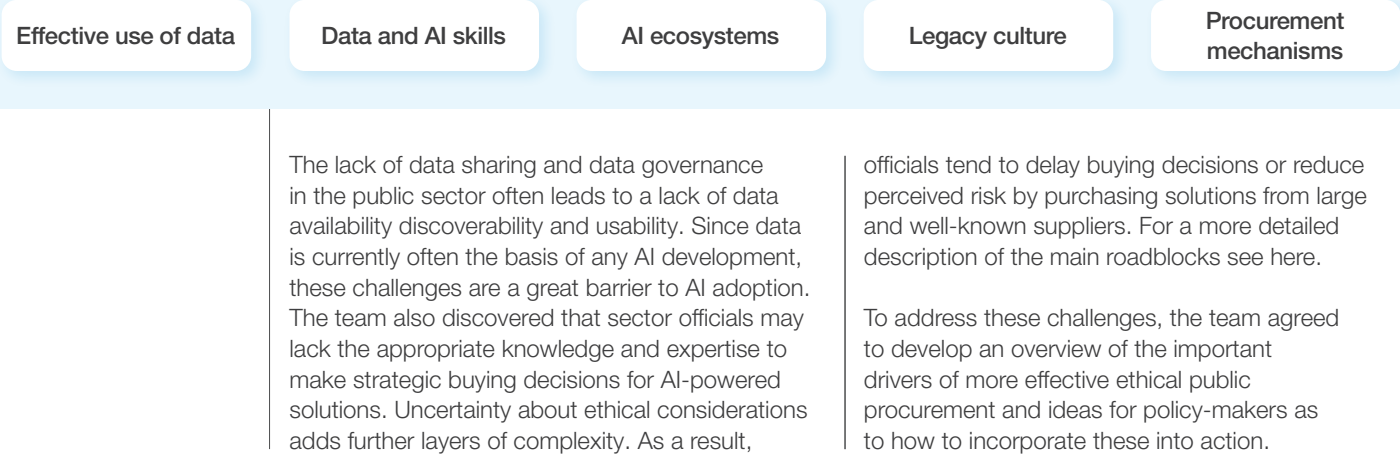 Effective use of data
Data and AI skills
AI ecosystems
Legacy culture
Procurement
mechanisms
The lack of data sharing and data governance
in the public sector often leads to a lack of data
availability discoverability and usability. Since data
is currently often the basis of any AI development,
these challenges are a great barrier to AI adoption.
The team also discovered that sector officials may
lack the appropriate knowledge and expertise to
make strategic buying decisions for AI-powered
solutions. Uncertainty about ethical considerations
adds further layers of complexity. As a result,
officials tend to delay buying decisions or reduce
perceived risk by purchasing solutions from large
and well-known suppliers. For a more detailed
description of the main roadblocks see here.
To address these challenges, the team agreed
to develop an overview of the important
drivers of more effective ethical public
procurement and ideas for policy-makers as
to how to incorporate these into action.